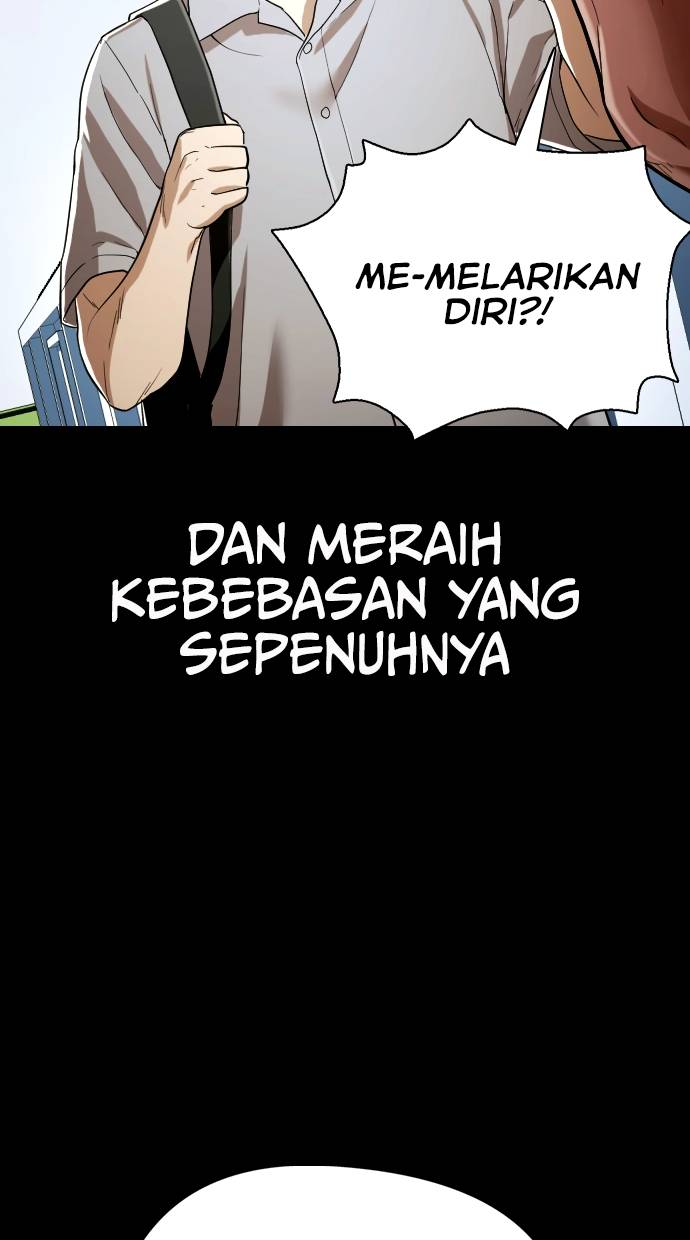 ME-MELARIKAN
DIRI?!
DAN MERAIH
KEBEBASAN YANG
SEPENUHNYA